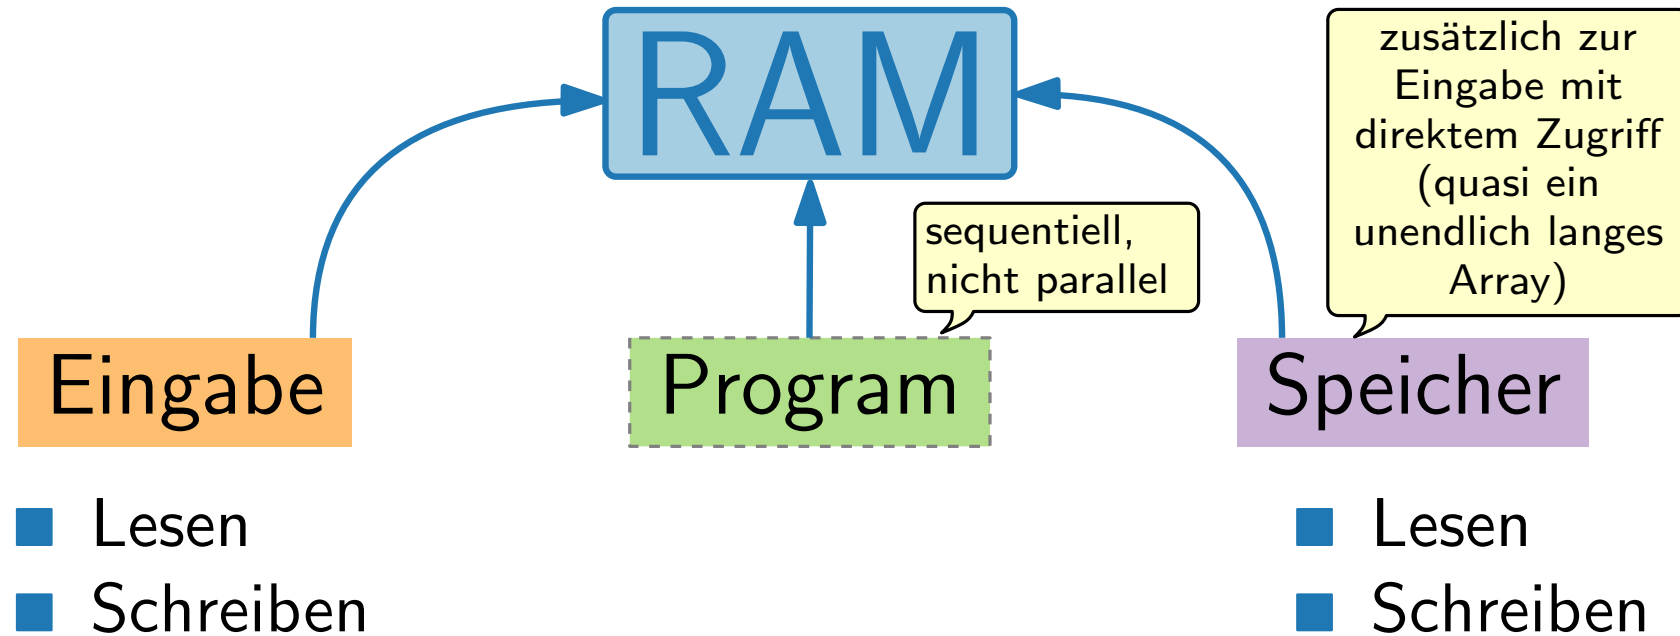 RAM
zusätzlich zur
Eingabe mit
direktem Zugriff
(quasi ein
unendlich langes
Array)
sequentiell,
nicht parallel
Eingabe
Program
Speicher
Lesen
Schreiben
Lesen
Schreiben